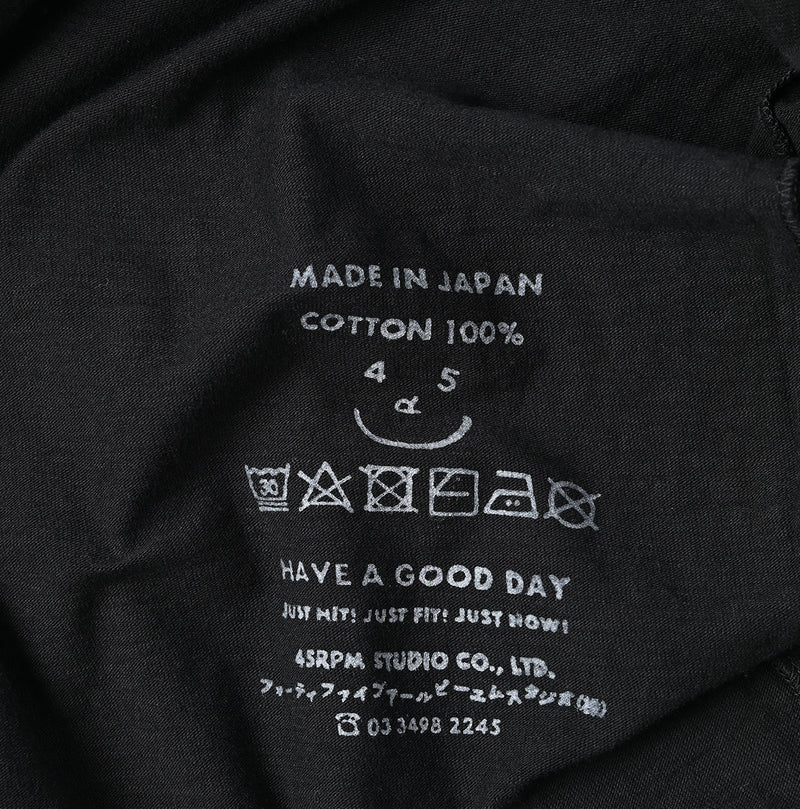 MADE IN JAPAN
COTTON 100%
4 5
R
30
HAVE A GOOD DAY
JUST HIT! JUST FIT! JUST NOW!
45RPM STUDIO CO., LTD.
フォーティファイブアールピーエムスタジオ(株)
☎ 03 3498 2245